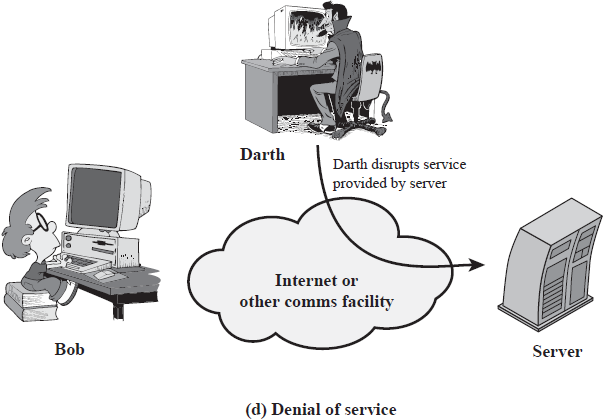 Darth
Darth disrupts service
provided by server
Internet or
other comms facility
Bob
Server
(d) Denial of service